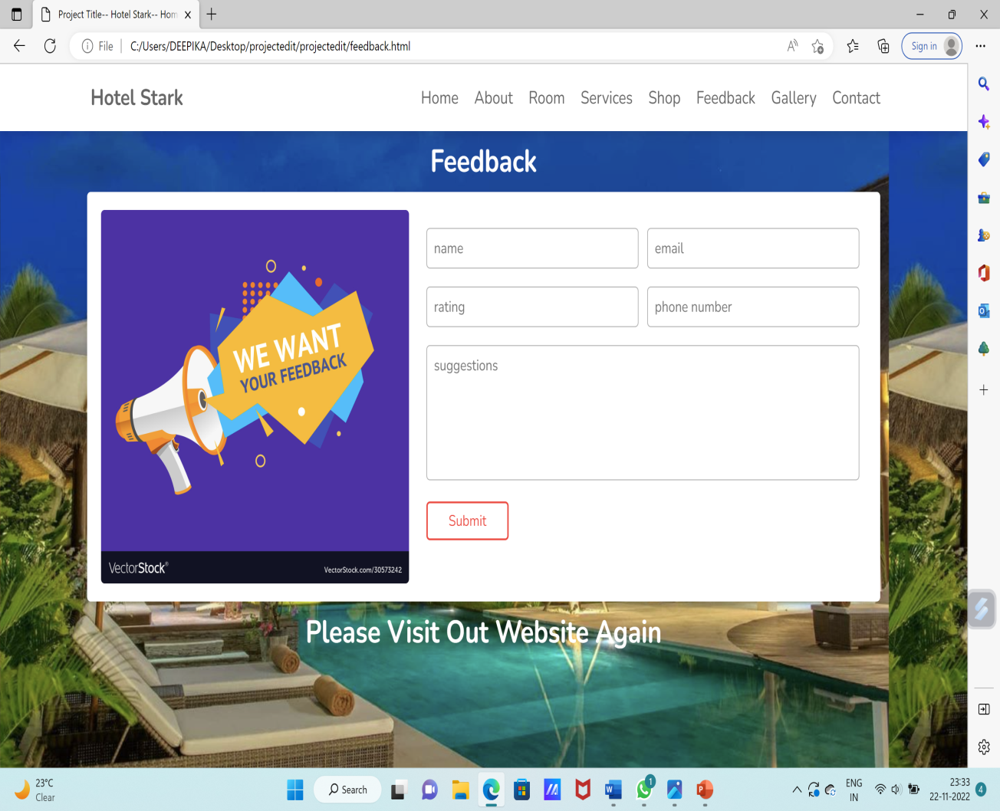 Project Title-- Hotel Stark-- Hom
File
C:/Users/DEEPIKA/Desktop/projectedit/projectedit/feedback.html
Sign in
Hotel Stark
Home About Room Services Shop Feedback Gallery Contact
Feedback
name
email
rating
phone number
suggestions
Submit
WE WANT
YOUR FEEDBACK
VectorStock®
VectorStock.com/30573242
Please Visit Out Website Again
23°C
Clear
Search
1
ENG
IN
23:33
22-11-2022
4